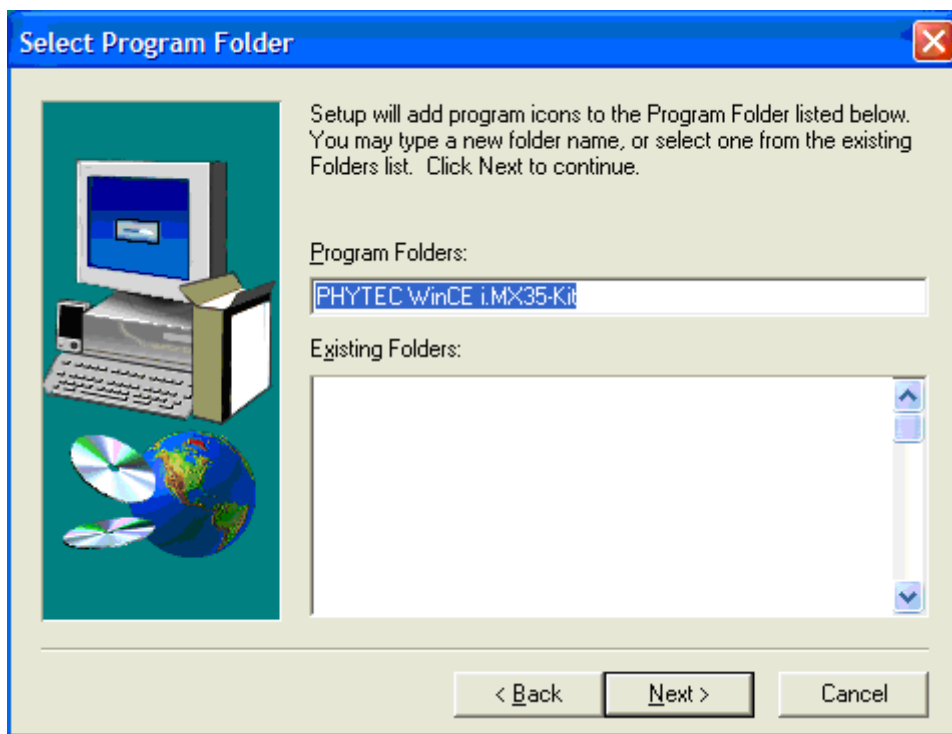 Select Program Folder
Setup will add program icons to the Program Folder listed below.
You may type a new folder name, or select one from the existing
Folders list.  Click Next to continue.
Program Folders:
PHYTEC WinCE i.MX35-Kit
Existing Folders:
< Back
Next >
Cancel